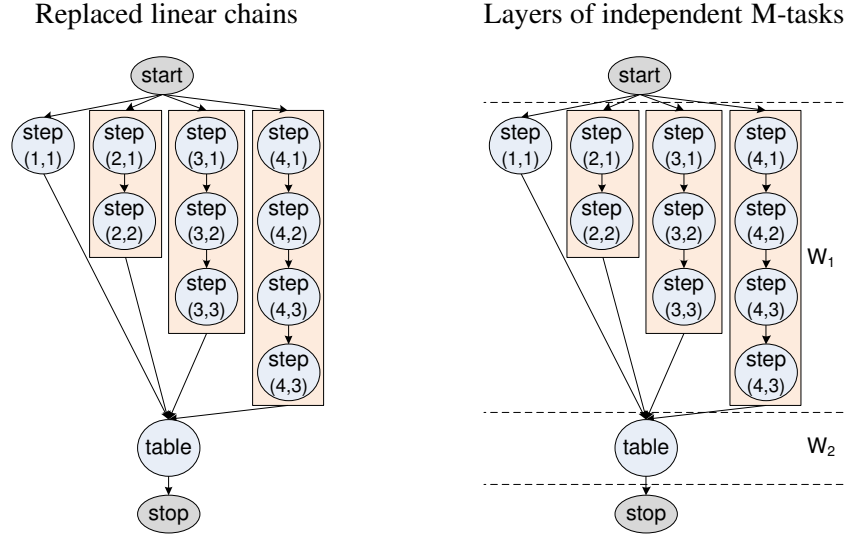 Replaced linear chains
start
step
(1,1)
step
(2,1)
step
(3,1)
step
(4,1)
step
(2,2)
step
(3,2)
step
(4,2)
step
(3,3)
step
(4,3)
step
(4,3)
table
stop
Layers of independent M-tasks
start
step
(1,1)
step
(2,1)
step
(3,1)
step
(4,1)
step
(2,2)
step
(3,2)
step
(4,2)
W1
step
(3,3)
step
(4,3)
step
(4,3)
table
W2
stop